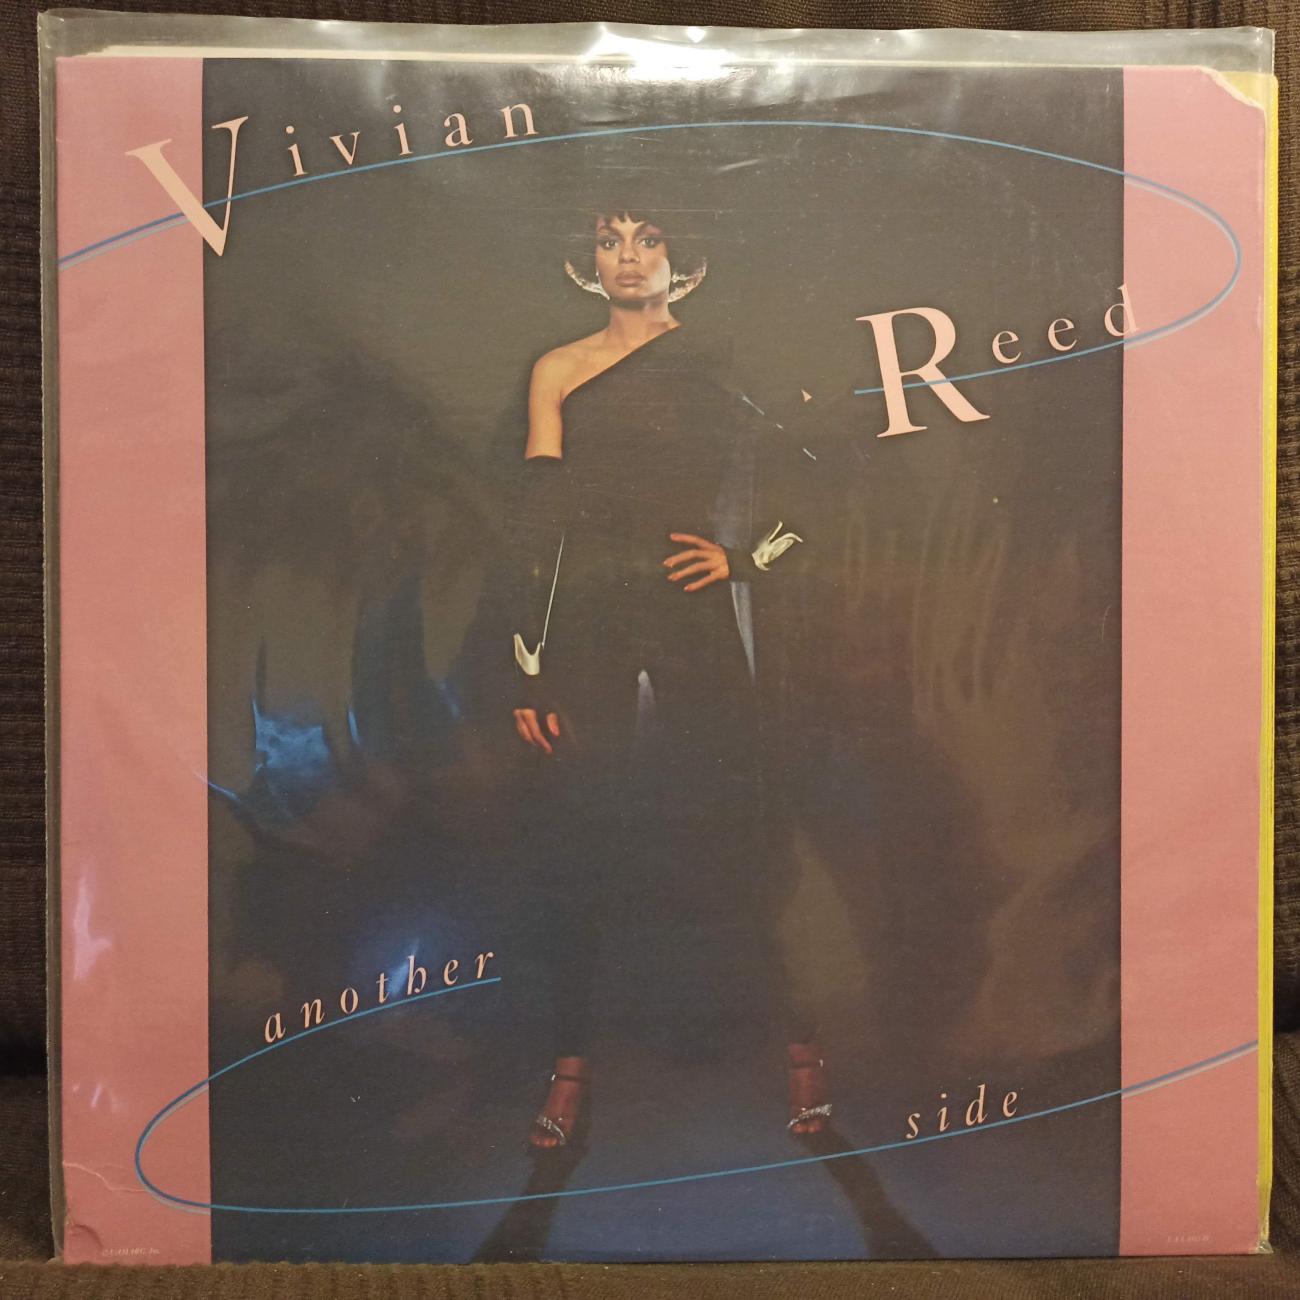 Vivian
Reed
another
side